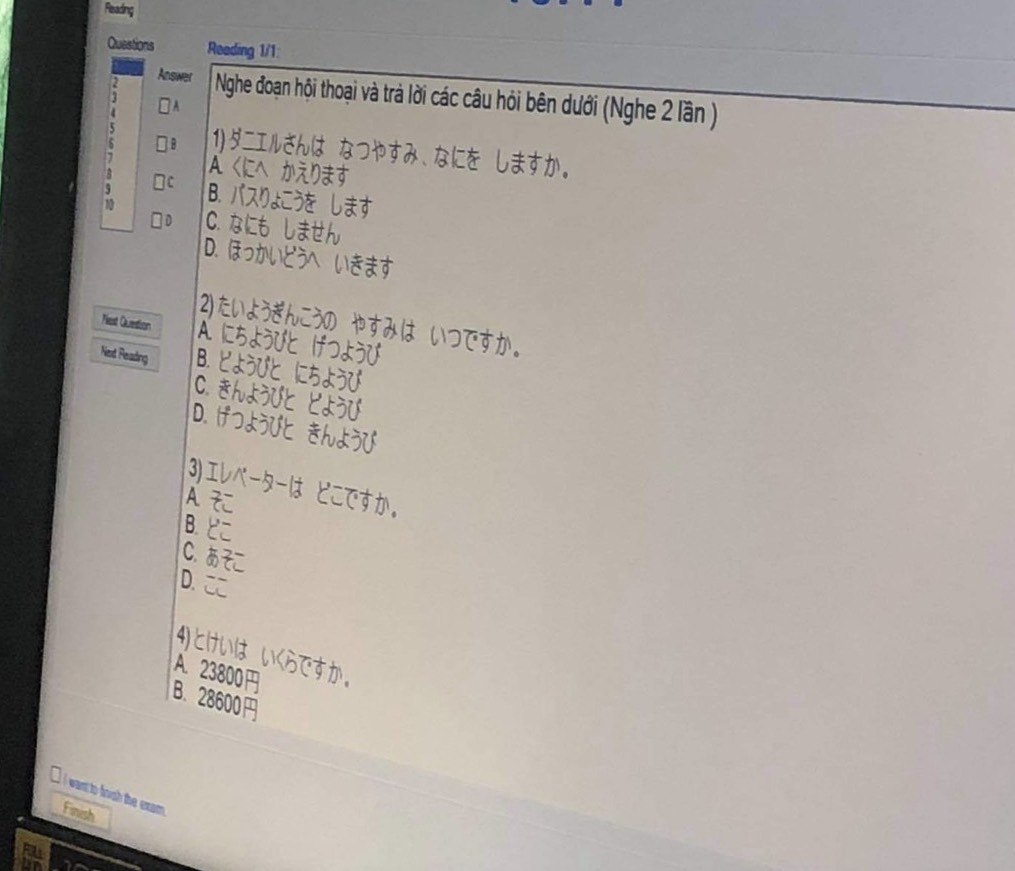 Reading
Questions
Reading 1/1:
Answer
1
2
3
4
5
6
7
8
9
10
A
B
C
D
Next Question
Next Reading
Nghe đoạn hội thoại và trả lời các câu hỏi bên dưới (Nghe 2 lần )
1) ダニエルさんは なつやすみ、なにを しますか。
A. くにへ かえります
B. バスりょこうを します
C. なにも しません
D. ほっかいどうへ いきます
2) たいようぎんこうの やすみは いつですか。
A. にちようびと げつようび
B. どようびと にちようび
C. きんようびと どようび
D. げつようびと きんようび
3) エレベーターは どこですか。
A. そこ
B. どこ
C. あそこ
D. ここ
4) とけいは いくらですか。
A. 23800円
B. 28600円
I want to finish the exam.
Finish
FULL